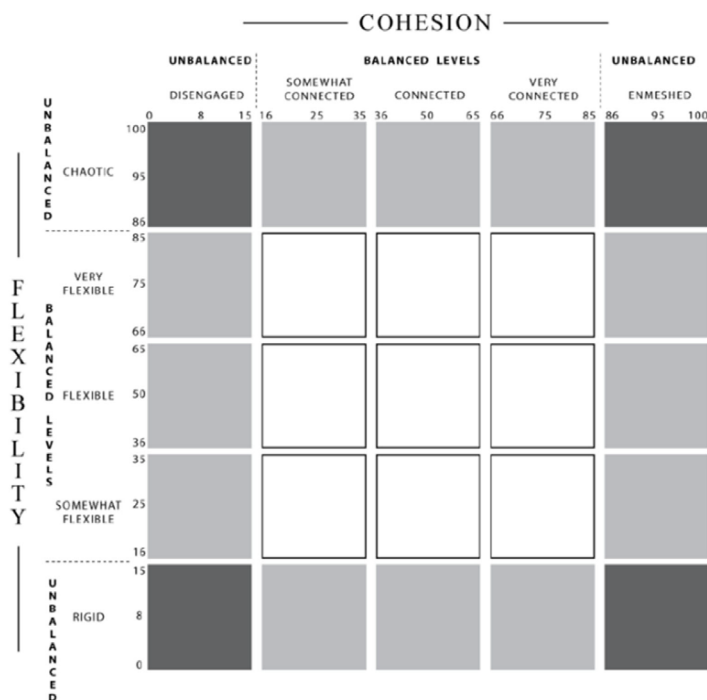 COHESION
UNBALANCED BALANCED LEVELS UNBALANCED
DISENGAGED SOMEWHAT CONNECTED CONNECTED VERY CONNECTED ENMESHED
0 8 15 16 25 35 36 50 65 66 75 85 86 95 100
FLEXIBILITY
UNBALANCED
CHAOTIC
100
95
86
BALANCED LEVELS
VERY
FLEXIBLE
85
75
66
FLEXIBLE
65
50
36
SOMEWHAT
FLEXIBLE
35
25
16
UNBALANCED
RIGID
15
8
0